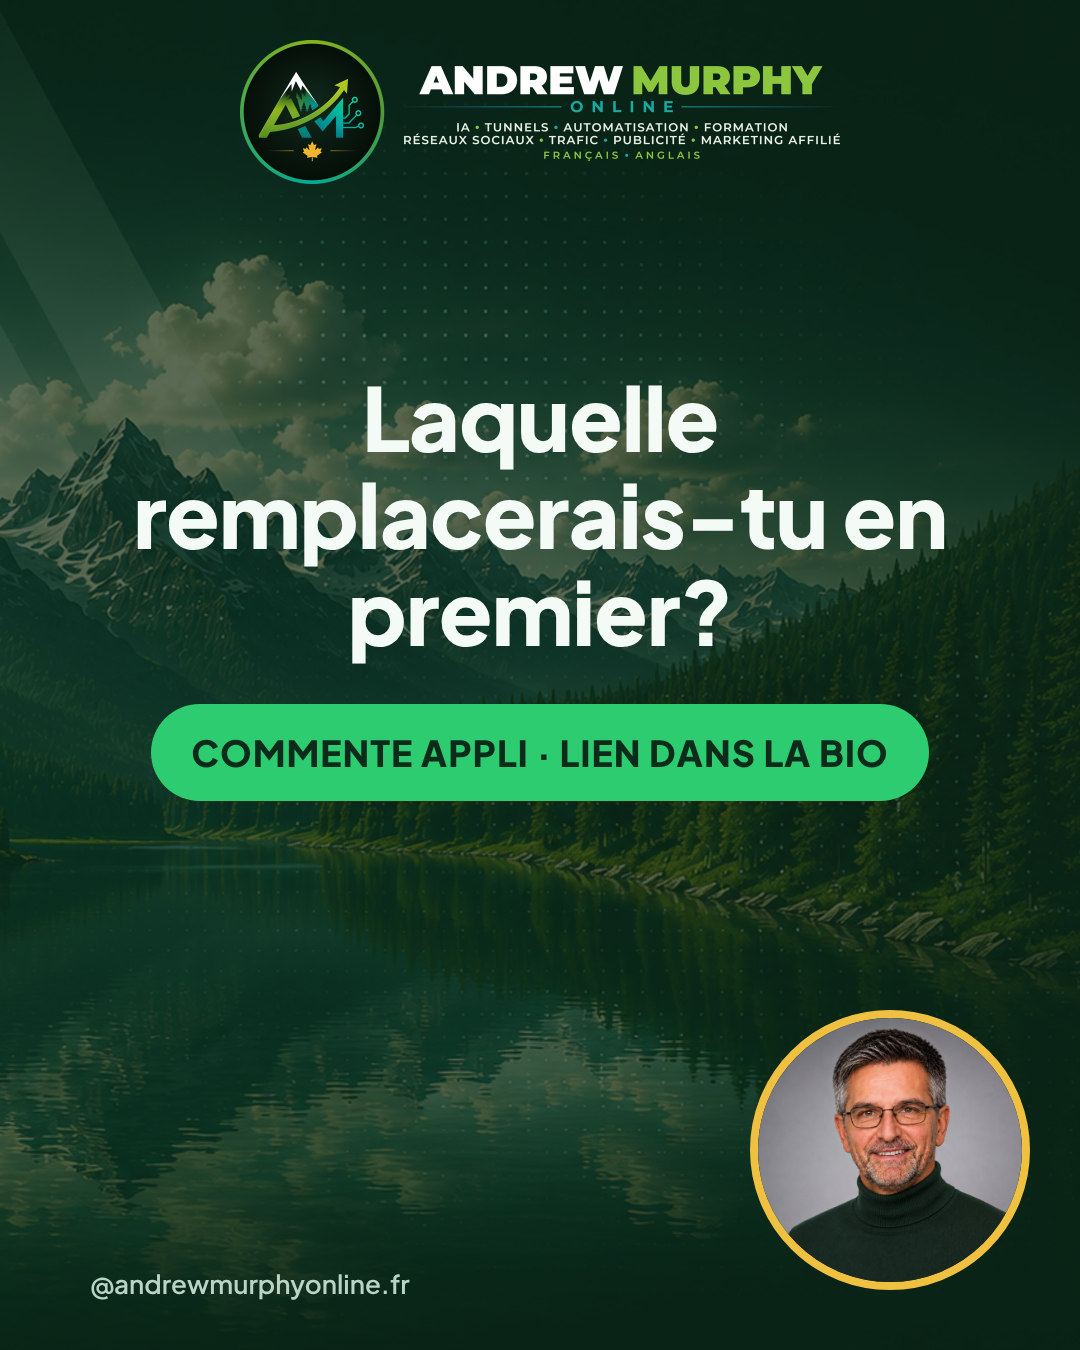 AM
ANDREW MURPHY
ONLINE
IA • TUNNELS • AUTOMATISATION • FORMATION
RÉSEAUX SOCIAUX • TRAFIC • PUBLICITÉ • MARKETING AFFILIÉ
FRANÇAIS • ANGLAIS
Laquelle
remplacerais-tu en
premier?
COMMENTE APPLI · LIEN DANS LA BIO
@andrewmurphyonline.fr